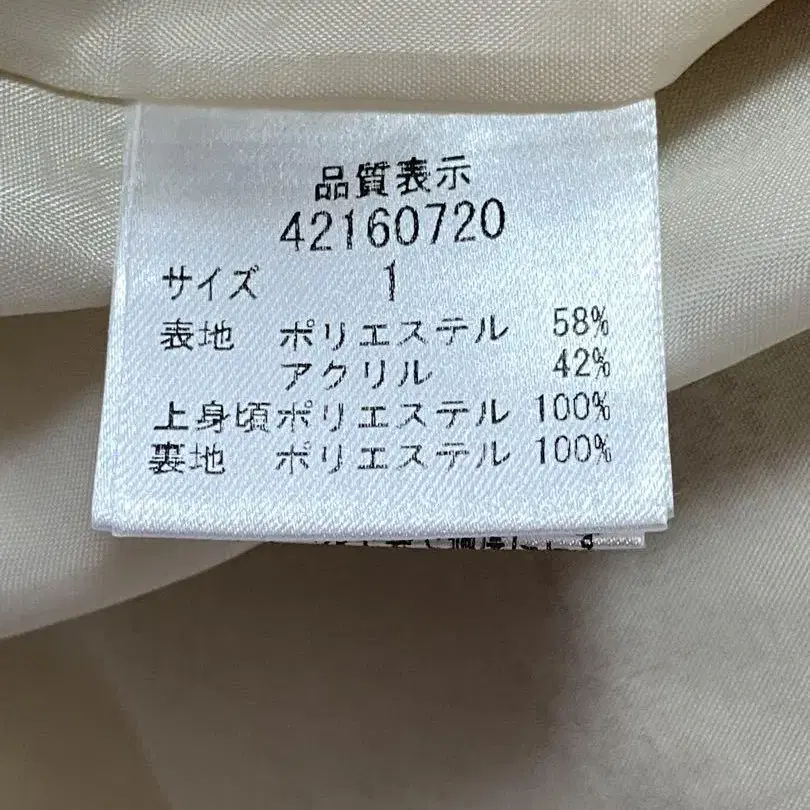 品質表示
42160720
サイズ 1
表地 ポリエステル 58%
アクリル 42%
上身頃ポリエステル 100%
裏地 ポリエステル 100%